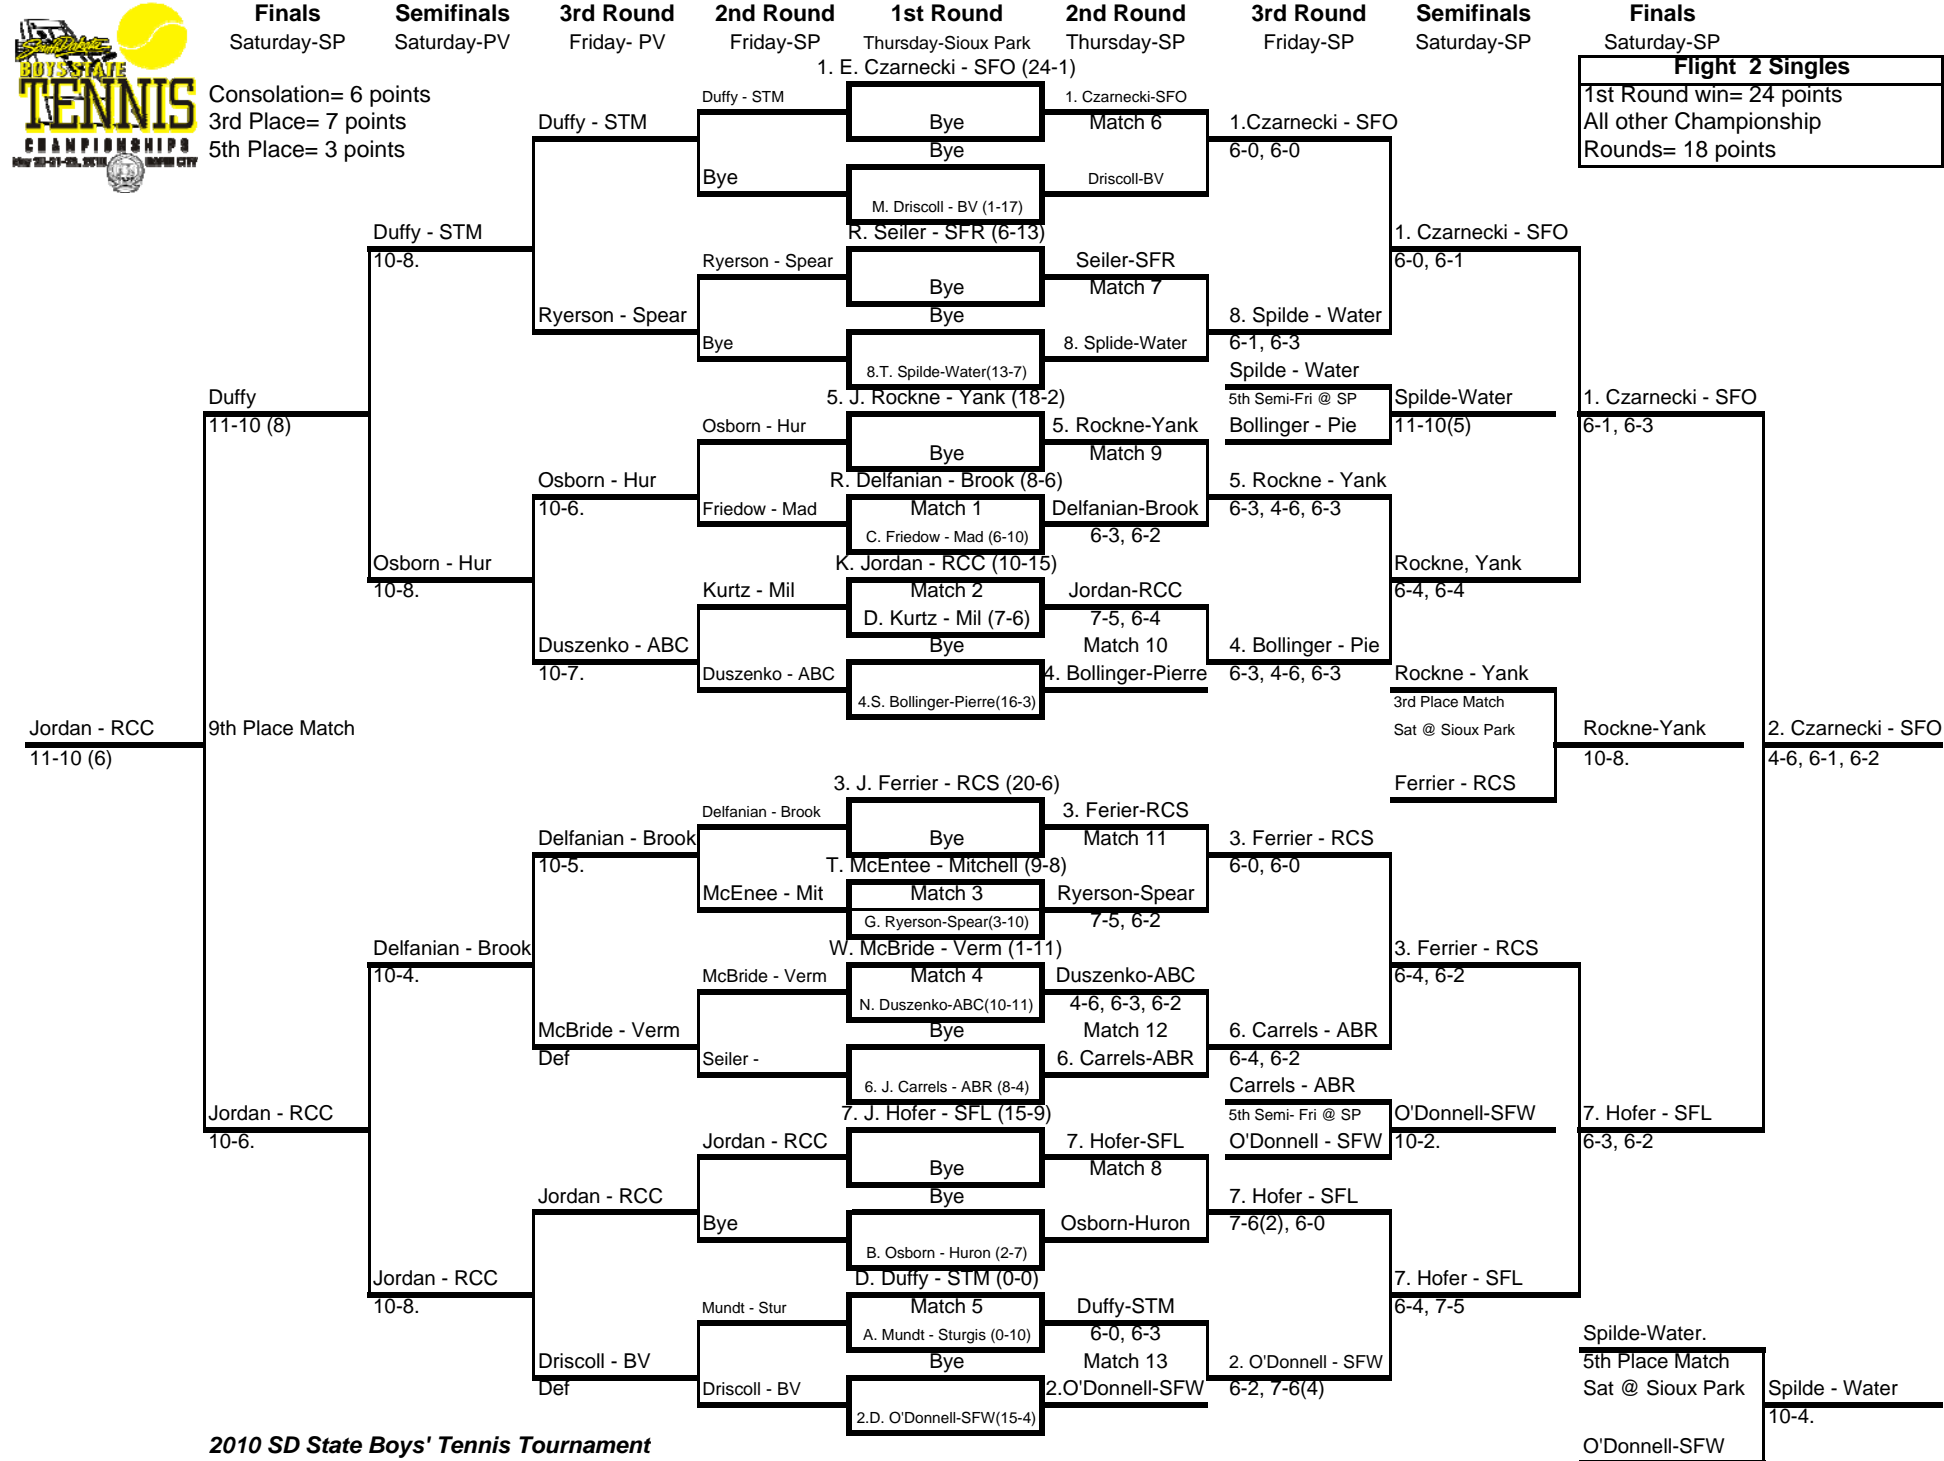 Finals Semifinals 3rd Round 2nd Round 1st Round 2nd Round 3rd Round Semifinals Finals
Saturday-SP Saturday-PV Friday- PV Friday-SP Thursday-Sioux Park Thursday-SP Friday-SP Saturday-SP Saturday-SP
South Dakota
BOYS STATE
TENNIS
CHAMPIONSHIPS
Consolation= 6 points
3rd Place= 7 points
5th Place= 3 points
Flight 2 Singles
1st Round win= 24 points
All other Championship
Rounds= 18 points
1. E. Czarnecki - SFO (24-1)
Duffy - STM 1. Czarnecki-SFO
Duffy - STM Bye Match 6 1.Czarnecki - SFO
Bye 6-0, 6-0
Bye Driscoll-BV
M. Driscoll - BV (1-17)
Duffy - STM R. Seiler - SFR (6-13) 1. Czarnecki - SFO
10-8. Ryerson - Spear Seiler-SFR 6-0, 6-1
Bye Match 7
Ryerson - Spear Bye 8. Spilde - Water
Bye 8. Splide-Water 6-1, 6-3
8.T. Spilde-Water(13-7) Spilde - Water
Duffy 5. J. Rockne - Yank (18-2) 5th Semi-Fri @ SP Spilde-Water 1. Czarnecki - SFO
11-10 (8) Osborn - Hur 5. Rockne-Yank Bollinger - Pie 11-10(5) 6-1, 6-3
Bye Match 9
Osborn - Hur R. Delfanian - Brook (8-6) 5. Rockne - Yank
10-6. Friedow - Mad Match 1 Delfanian-Brook 6-3, 4-6, 6-3
C. Friedow - Mad (6-10) 6-3, 6-2
Osborn - Hur K. Jordan - RCC (10-15) Rockne, Yank
10-8. Kurtz - Mil Match 2 Jordan-RCC 6-4, 6-4
D. Kurtz - Mil (7-6) 7-5, 6-4
Duszenko - ABC Bye Match 10 4. Bollinger - Pie
10-7. Duszenko - ABC 4. Bollinger-Pierre 6-3, 4-6, 6-3 Rockne - Yank
4.S. Bollinger-Pierre(16-3) 3rd Place Match
Jordan - RCC 9th Place Match Sat @ Sioux Park Rockne-Yank 2. Czarnecki - SFO
11-10 (6) 10-8. 4-6, 6-1, 6-2
3. J. Ferrier - RCS (20-6) Ferrier - RCS
Delfanian - Brook 3. Ferier-RCS
Delfanian - Brook Bye Match 11 3. Ferrier - RCS
10-5. T. McEntee - Mitchell (9-8) 6-0, 6-0
McEnee - Mit Match 3 Ryerson-Spear
G. Ryerson-Spear(3-10) 7-5, 6-2
Delfanian - Brook W. McBride - Verm (1-11) 3. Ferrier - RCS
10-4. McBride - Verm Match 4 Duszenko-ABC 6-4, 6-2
N. Duszenko-ABC(10-11) 4-6, 6-3, 6-2
McBride - Verm Bye Match 12 6. Carrels - ABR
Def Seiler - 6. Carrels-ABR 6-4, 6-2
6. J. Carrels - ABR (8-4) Carrels - ABR
Jordan - RCC 7. J. Hofer - SFL (15-9) 5th Semi- Fri @ SP O'Donnell-SFW 7. Hofer - SFL
10-6. Jordan - RCC 7. Hofer-SFL O'Donnell - SFW 10-2. 6-3, 6-2
Bye Match 8
Jordan - RCC Bye 7. Hofer - SFL
Bye Osborn-Huron 7-6(2), 6-0
B. Osborn - Huron (2-7)
Jordan - RCC D. Duffy - STM (0-0) 7. Hofer - SFL
10-8. Mundt - Stur Match 5 Duffy-STM 6-4, 7-5
A. Mundt - Sturgis (0-10) 6-0, 6-3 Spilde-Water.
Driscoll - BV Bye Match 13 2. O'Donnell - SFW 5th Place Match
Def Driscoll - BV 2.O'Donnell-SFW 6-2, 7-6(4) Sat @ Sioux Park Spilde - Water
2.D. O'Donnell-SFW(15-4) 10-4.
2010 SD State Boys' Tennis Tournament O'Donnell-SFW